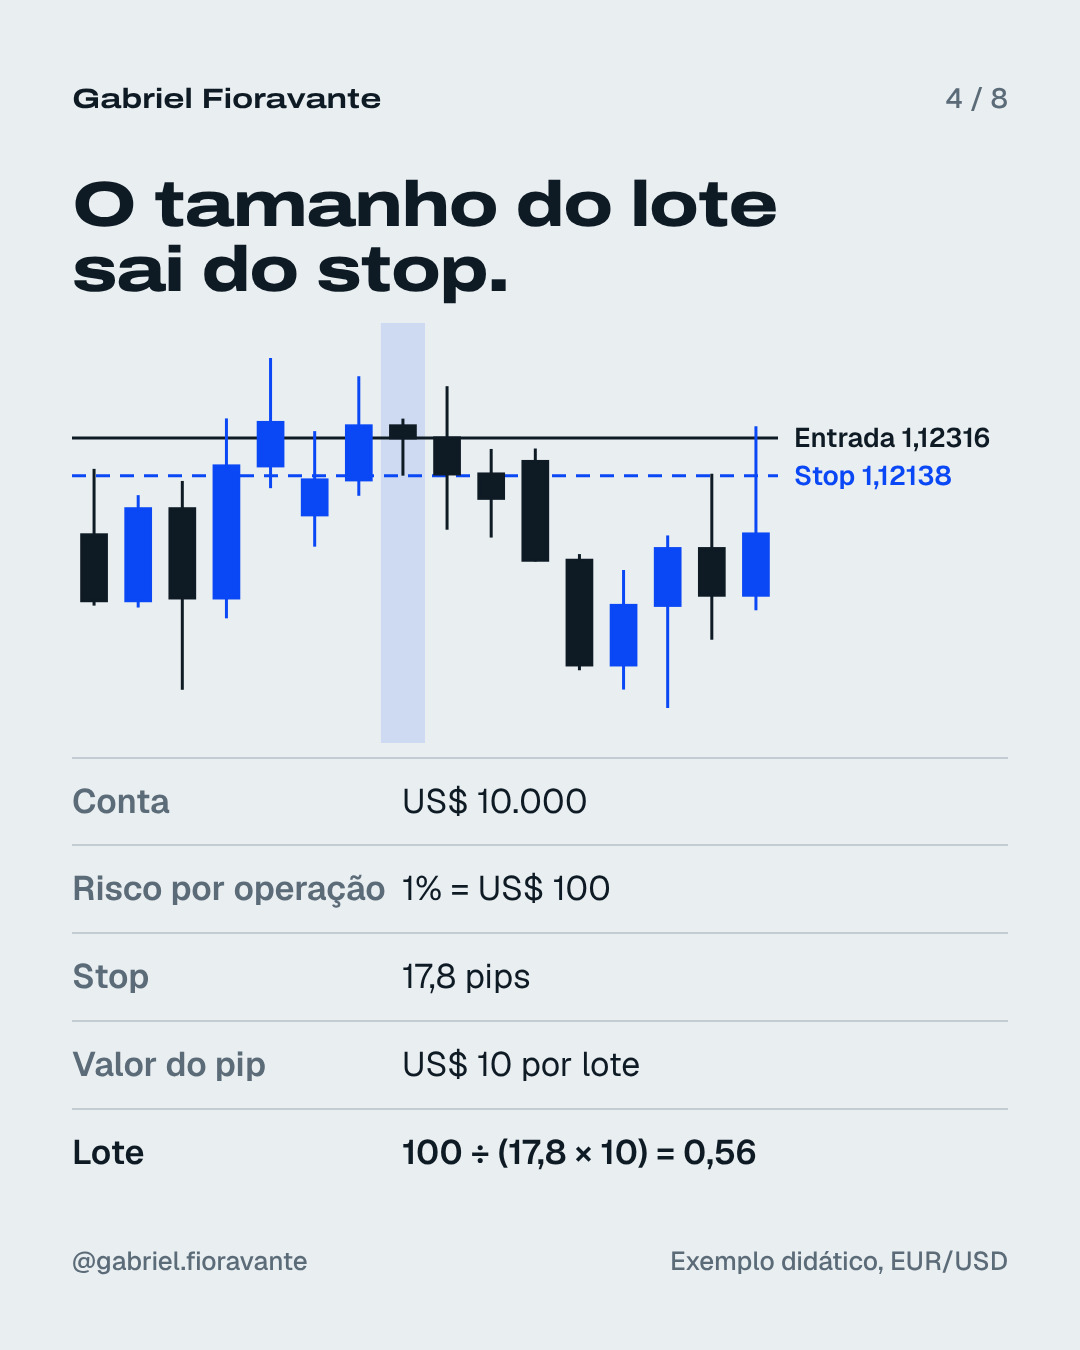 Gabriel Fioravante
4 / 8
O tamanho do lote
sai do stop.
Entrada 1,12316
Stop 1,12138
Conta US$ 10.000
Risco por operação 1% = US$ 100
Stop 17,8 pips
Valor do pip US$ 10 por lote
Lote 100 ÷ (17,8 × 10) = 0,56
@gabriel.fioravante
Exemplo didático, EUR/USD